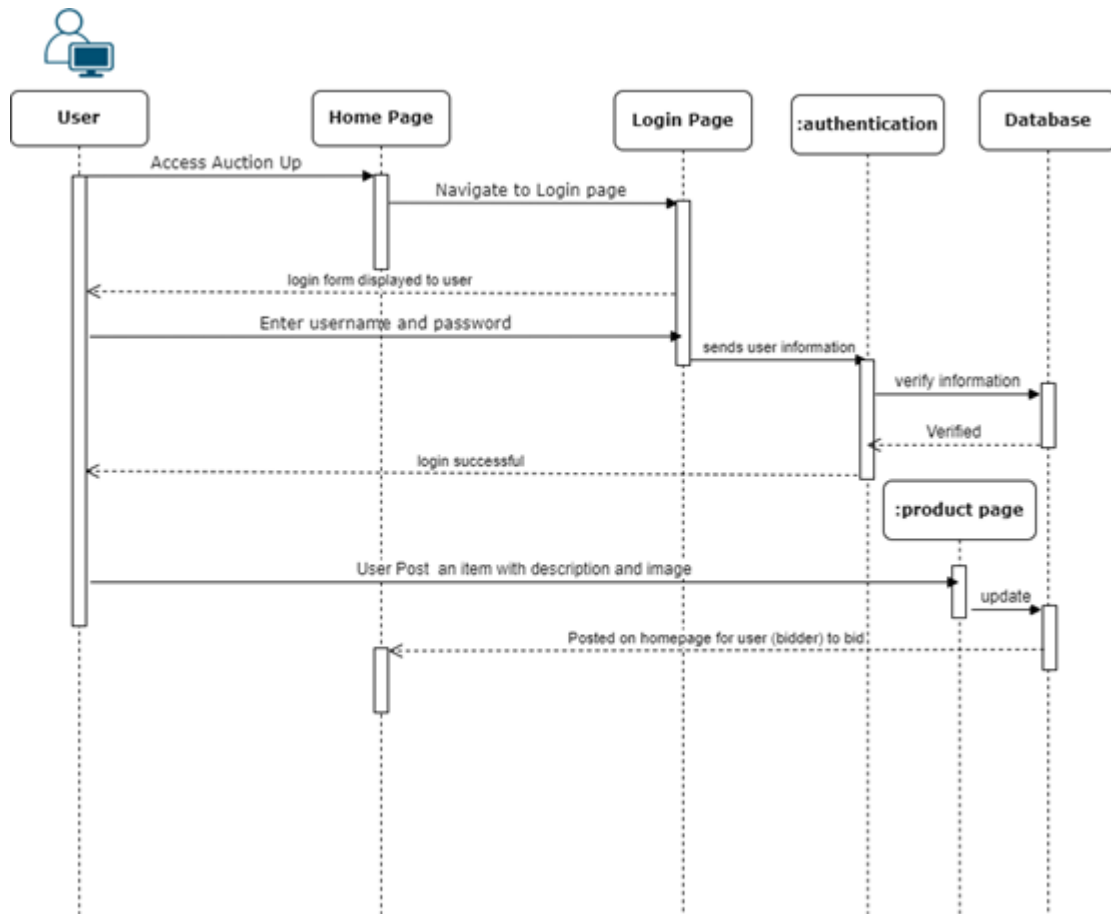 User
Home Page
Login Page
:authentication
Database
Access Auction Up
Navigate to Login page
login form displayed to user
Enter username and password
sends user information
verify information
Verified
login successful
:product page
User Post an item with description and image
update
Posted on homepage for user (bidder) to bid